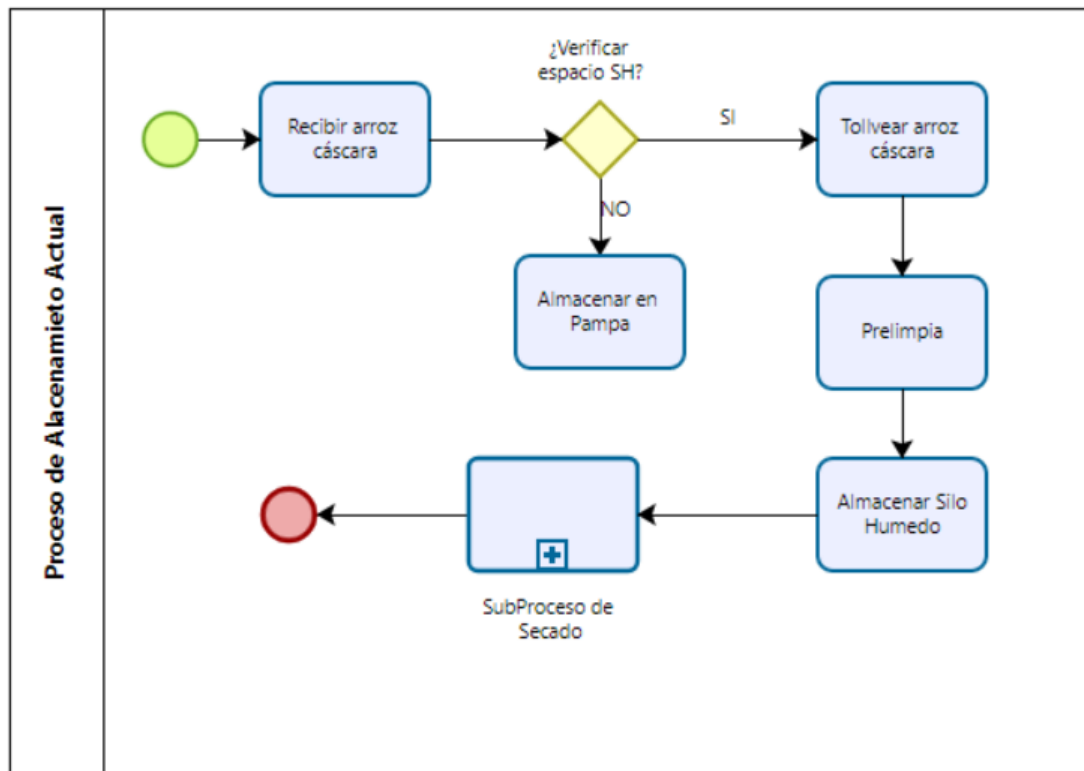 Proceso de Alacenamieto Actual
¿Verificar
espacio SH?
Recibir arroz
cáscara
SI
Tollvear arroz
cáscara
NO
Almacenar en
Pampa
Prelimpia
Almacenar Silo
Humedo
SubProceso de
Secado